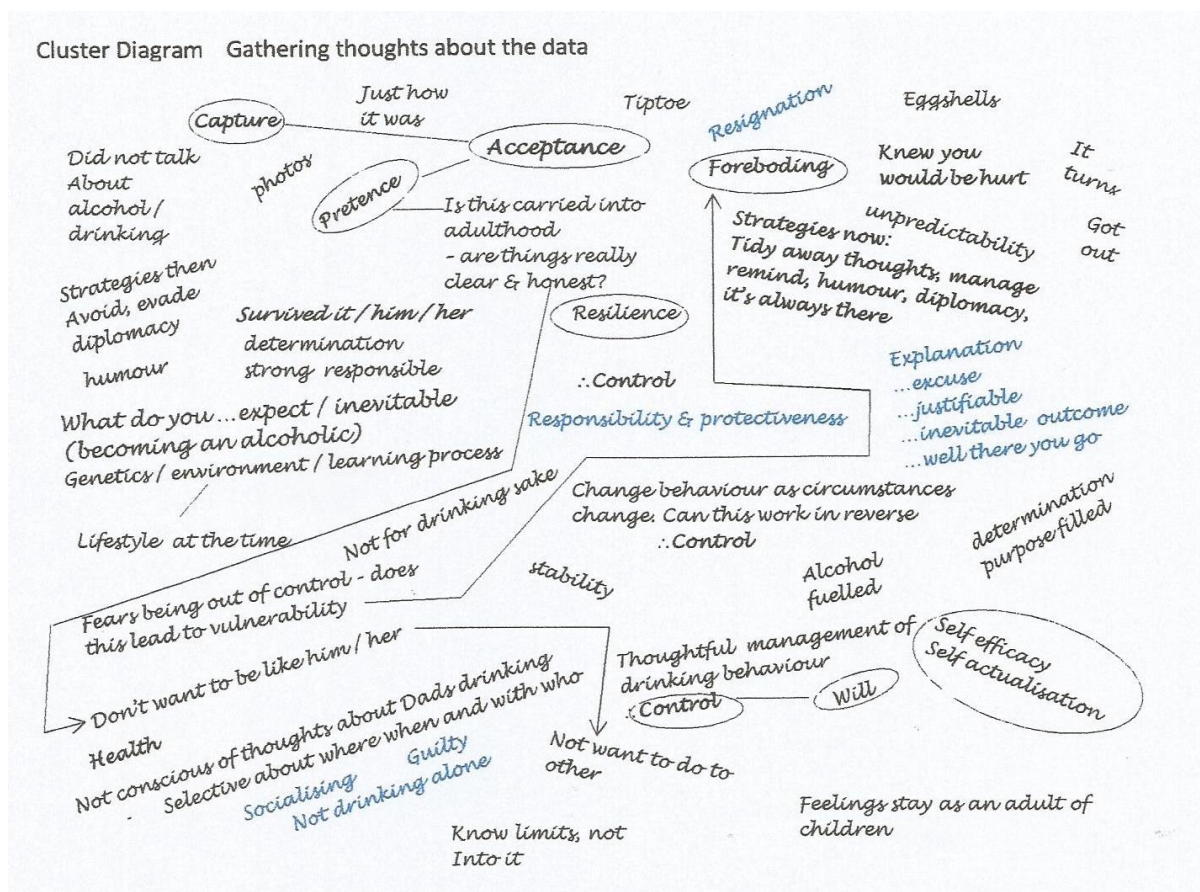 Cluster Diagram Gathering thoughts about the data
Capture
Just how
it was
Acceptance
Tiptoe
Resignation
Eggshells
Did not talk
About
alcohol /
drinking
photos
Pretence
Foreboding
Knew you
would be hurt
It
turns
Is this carried into
adulthood
- are things really
clear & honest?
unpredictability
Got
out
Strategies now:
Tidy away thoughts, manage
remind, humour, diplomacy,
it's always there
Strategies then
Avoid, evade
diplomacy
humour
Survived it / him / her
determination
strong responsible
Resilience
∴Control
Explanation
...excuse
...justifiable
...inevitable outcome
...well there you go
What do you ...expect / inevitable
(becoming an alcoholic)
Genetics / environment / learning process
Responsibility & protectiveness
Lifestyle at the time
Not for drinking sake
Change behaviour as circumstances
change. Can this work in reverse
∴Control
determination
purpose filled
Fears being out of control - does
this lead to vulnerability
stability
Alcohol
fuelled
Don't want to be like him / her
Thoughtful management of
drinking behaviour
∴Control
Will
Self efficacy
Self actualisation
Health
Not conscious of thoughts about Dads drinking
Selective about where when and with who
Socialising Guilty
Not drinking alone
Not want to do to
other
Know limits, not
Into it
Feelings stay as an adult of
children